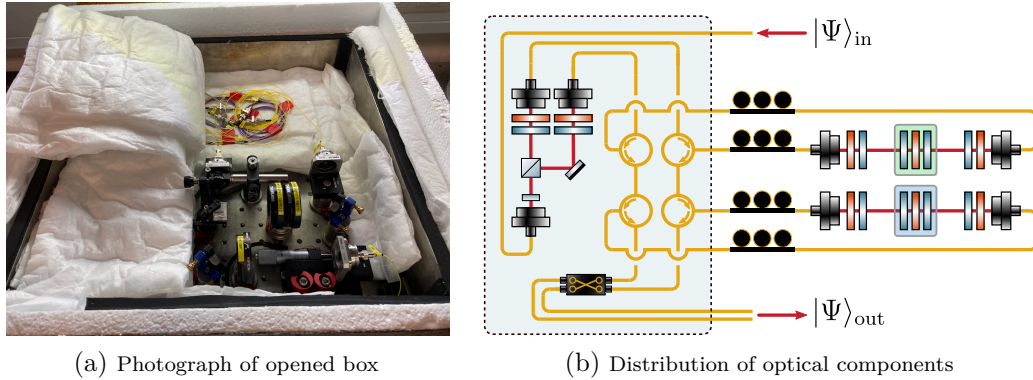 |Ψ⟩in
|Ψ⟩out
(a) Photograph of opened box
(b) Distribution of optical components